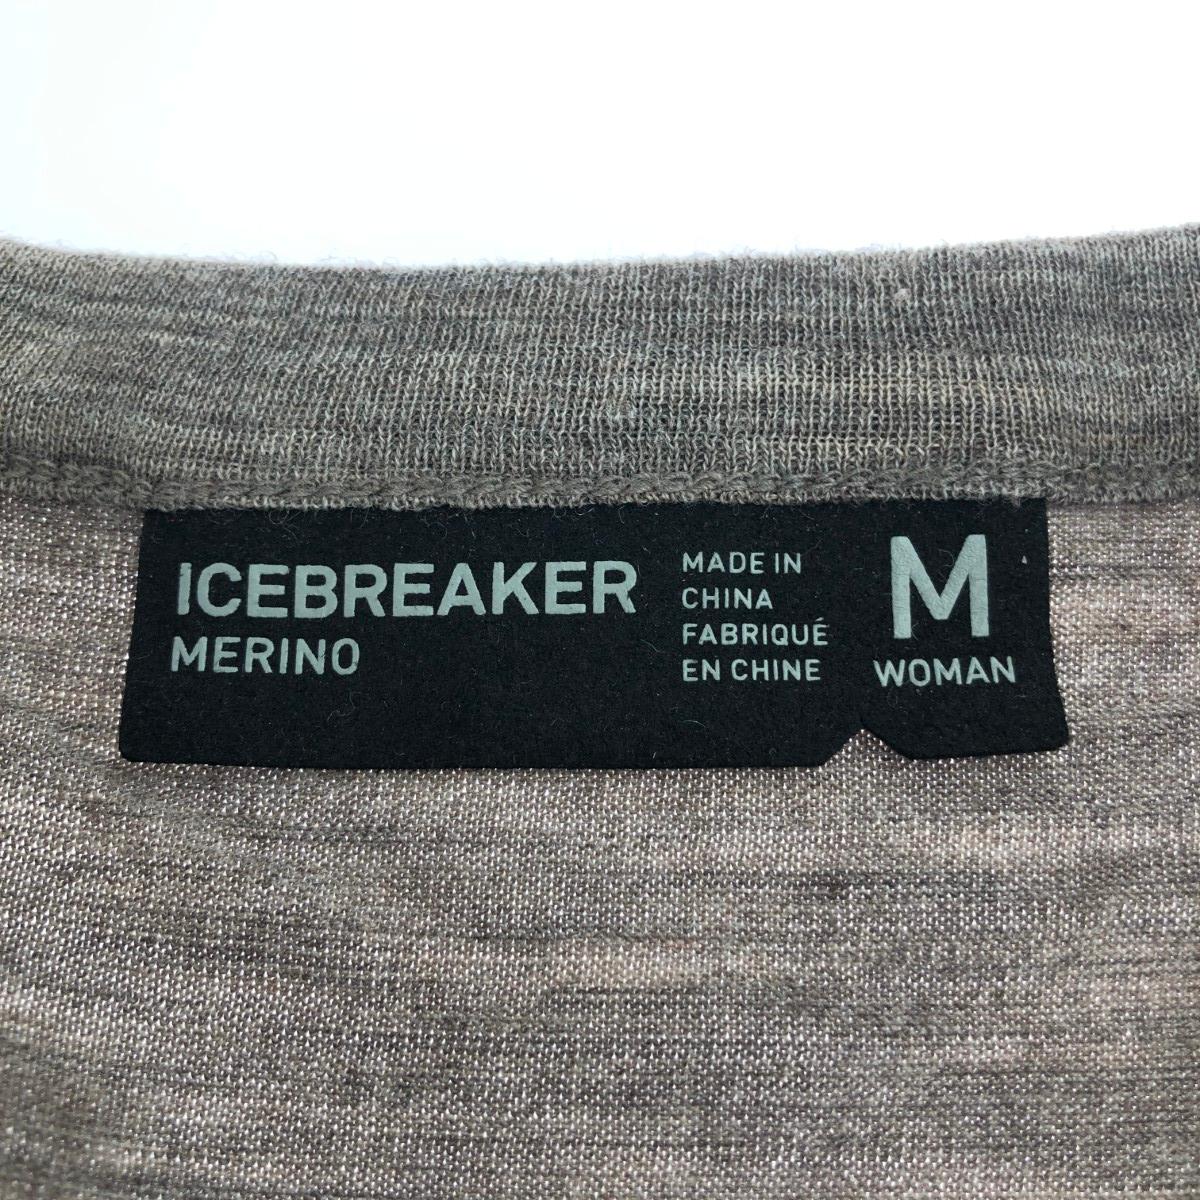 ICEBREAKER
MERINO
MADE IN
CHINA
FABRIQUÉ
EN CHINE
M
WOMAN